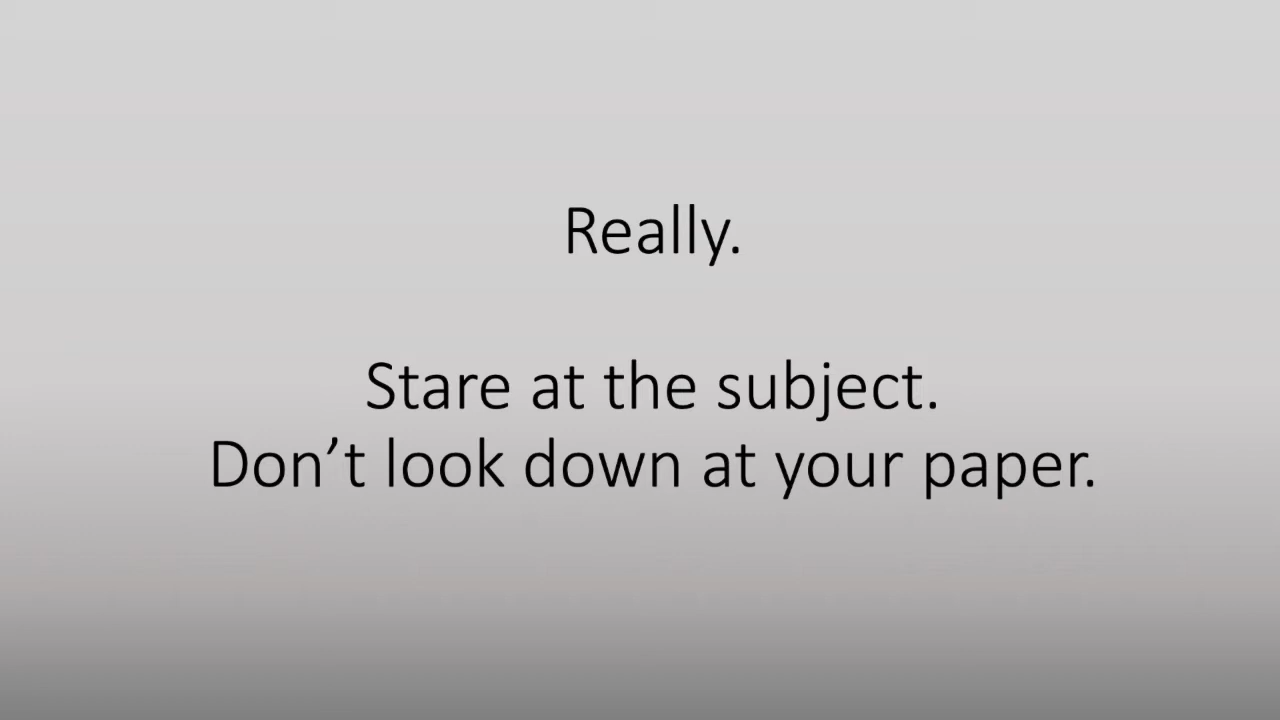 Really.
Stare at the subject.
Don’t look down at your paper.